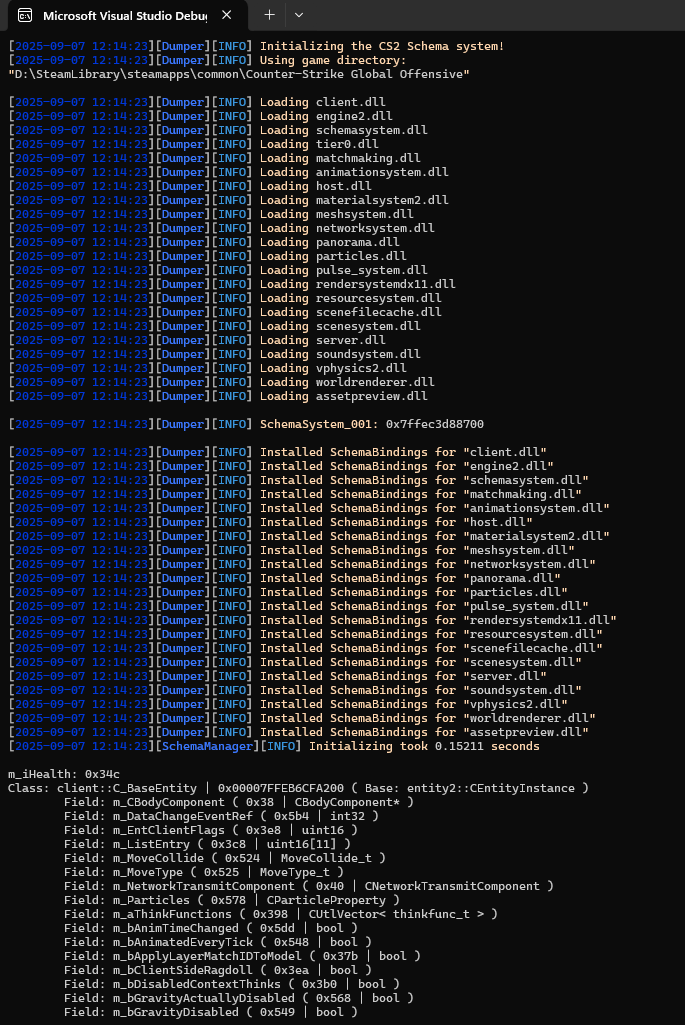 Microsoft Visual Studio Debug
[2025-09-07 12:14:23][Dumper][INFO] Initializing the CS2 Schema system!
[2025-09-07 12:14:23][Dumper][INFO] Using game directory:
"D:\SteamLibrary\steamapps\common\Counter-Strike Global Offensive"
[2025-09-07 12:14:23][Dumper][INFO] Loading client.dll
[2025-09-07 12:14:23][Dumper][INFO] Loading engine2.dll
[2025-09-07 12:14:23][Dumper][INFO] Loading schemasystem.dll
[2025-09-07 12:14:23][Dumper][INFO] Loading tier0.dll
[2025-09-07 12:14:23][Dumper][INFO] Loading matchmaking.dll
[2025-09-07 12:14:23][Dumper][INFO] Loading animationsystem.dll
[2025-09-07 12:14:23][Dumper][INFO] Loading host.dll
[2025-09-07 12:14:23][Dumper][INFO] Loading materialsystem2.dll
[2025-09-07 12:14:23][Dumper][INFO] Loading meshsystem.dll
[2025-09-07 12:14:23][Dumper][INFO] Loading networksystem.dll
[2025-09-07 12:14:23][Dumper][INFO] Loading panorama.dll
[2025-09-07 12:14:23][Dumper][INFO] Loading particles.dll
[2025-09-07 12:14:23][Dumper][INFO] Loading pulse_system.dll
[2025-09-07 12:14:23][Dumper][INFO] Loading rendersystemdx11.dll
[2025-09-07 12:14:23][Dumper][INFO] Loading resourcesystem.dll
[2025-09-07 12:14:23][Dumper][INFO] Loading scenefilecache.dll
[2025-09-07 12:14:23][Dumper][INFO] Loading scenesystem.dll
[2025-09-07 12:14:23][Dumper][INFO] Loading server.dll
[2025-09-07 12:14:23][Dumper][INFO] Loading soundsystem.dll
[2025-09-07 12:14:23][Dumper][INFO] Loading vphysics2.dll
[2025-09-07 12:14:23][Dumper][INFO] Loading worldrenderer.dll
[2025-09-07 12:14:23][Dumper][INFO] Loading assetpreview.dll
[2025-09-07 12:14:23][Dumper][INFO] SchemaSystem_001: 0x7ffec3d88700
[2025-09-07 12:14:23][Dumper][INFO] Installed SchemaBindings for "client.dll"
[2025-09-07 12:14:23][Dumper][INFO] Installed SchemaBindings for "engine2.dll"
[2025-09-07 12:14:23][Dumper][INFO] Installed SchemaBindings for "schemasystem.dll"
[2025-09-07 12:14:23][Dumper][INFO] Installed SchemaBindings for "matchmaking.dll"
[2025-09-07 12:14:23][Dumper][INFO] Installed SchemaBindings for "animationsystem.dll"
[2025-09-07 12:14:23][Dumper][INFO] Installed SchemaBindings for "host.dll"
[2025-09-07 12:14:23][Dumper][INFO] Installed SchemaBindings for "materialsystem2.dll"
[2025-09-07 12:14:23][Dumper][INFO] Installed SchemaBindings for "meshsystem.dll"
[2025-09-07 12:14:23][Dumper][INFO] Installed SchemaBindings for "networksystem.dll"
[2025-09-07 12:14:23][Dumper][INFO] Installed SchemaBindings for "panorama.dll"
[2025-09-07 12:14:23][Dumper][INFO] Installed SchemaBindings for "particles.dll"
[2025-09-07 12:14:23][Dumper][INFO] Installed SchemaBindings for "pulse_system.dll"
[2025-09-07 12:14:23][Dumper][INFO] Installed SchemaBindings for "rendersystemdx11.dll"
[2025-09-07 12:14:23][Dumper][INFO] Installed SchemaBindings for "resourcesystem.dll"
[2025-09-07 12:14:23][Dumper][INFO] Installed SchemaBindings for "scenefilecache.dll"
[2025-09-07 12:14:23][Dumper][INFO] Installed SchemaBindings for "scenesystem.dll"
[2025-09-07 12:14:23][Dumper][INFO] Installed SchemaBindings for "server.dll"
[2025-09-07 12:14:23][Dumper][INFO] Installed SchemaBindings for "soundsystem.dll"
[2025-09-07 12:14:23][Dumper][INFO] Installed SchemaBindings for "vphysics2.dll"
[2025-09-07 12:14:23][Dumper][INFO] Installed SchemaBindings for "worldrenderer.dll"
[2025-09-07 12:14:23][Dumper][INFO] Installed SchemaBindings for "assetpreview.dll"
[2025-09-07 12:14:23][SchemaManager][INFO] Initializing took 0.15211 seconds
m_iHealth: 0x34c
Class: client::C_BaseEntity | 0x00007FFEB6CFA200 ( Base: entity2::CEntityInstance )
Field: m_CBodyComponent ( 0x38 | CBodyComponent* )
Field: m_DataChangeEventRef ( 0x5b4 | int32 )
Field: m_EntClientFlags ( 0x3e8 | uint16 )
Field: m_ListEntry ( 0x3c8 | uint16[11] )
Field: m_MoveCollide ( 0x524 | MoveCollide_t )
Field: m_MoveType ( 0x525 | MoveType_t )
Field: m_NetworkTransmitComponent ( 0x40 | CNetworkTransmitComponent )
Field: m_Particles ( 0x578 | CParticleProperty )
Field: m_aThinkFunctions ( 0x398 | CUtlVector< thinkfunc_t > )
Field: m_bAnimTimeChanged ( 0x5dd | bool )
Field: m_bAnimatedEveryTick ( 0x548 | bool )
Field: m_bApplyLayerMatchIDToModel ( 0x37b | bool )
Field: m_bClientSideRagdoll ( 0x3ea | bool )
Field: m_bDisabledContextThinks ( 0x3b0 | bool )
Field: m_bGravityActuallyDisabled ( 0x568 | bool )
Field: m_bGravityDisabled ( 0x549 | bool )